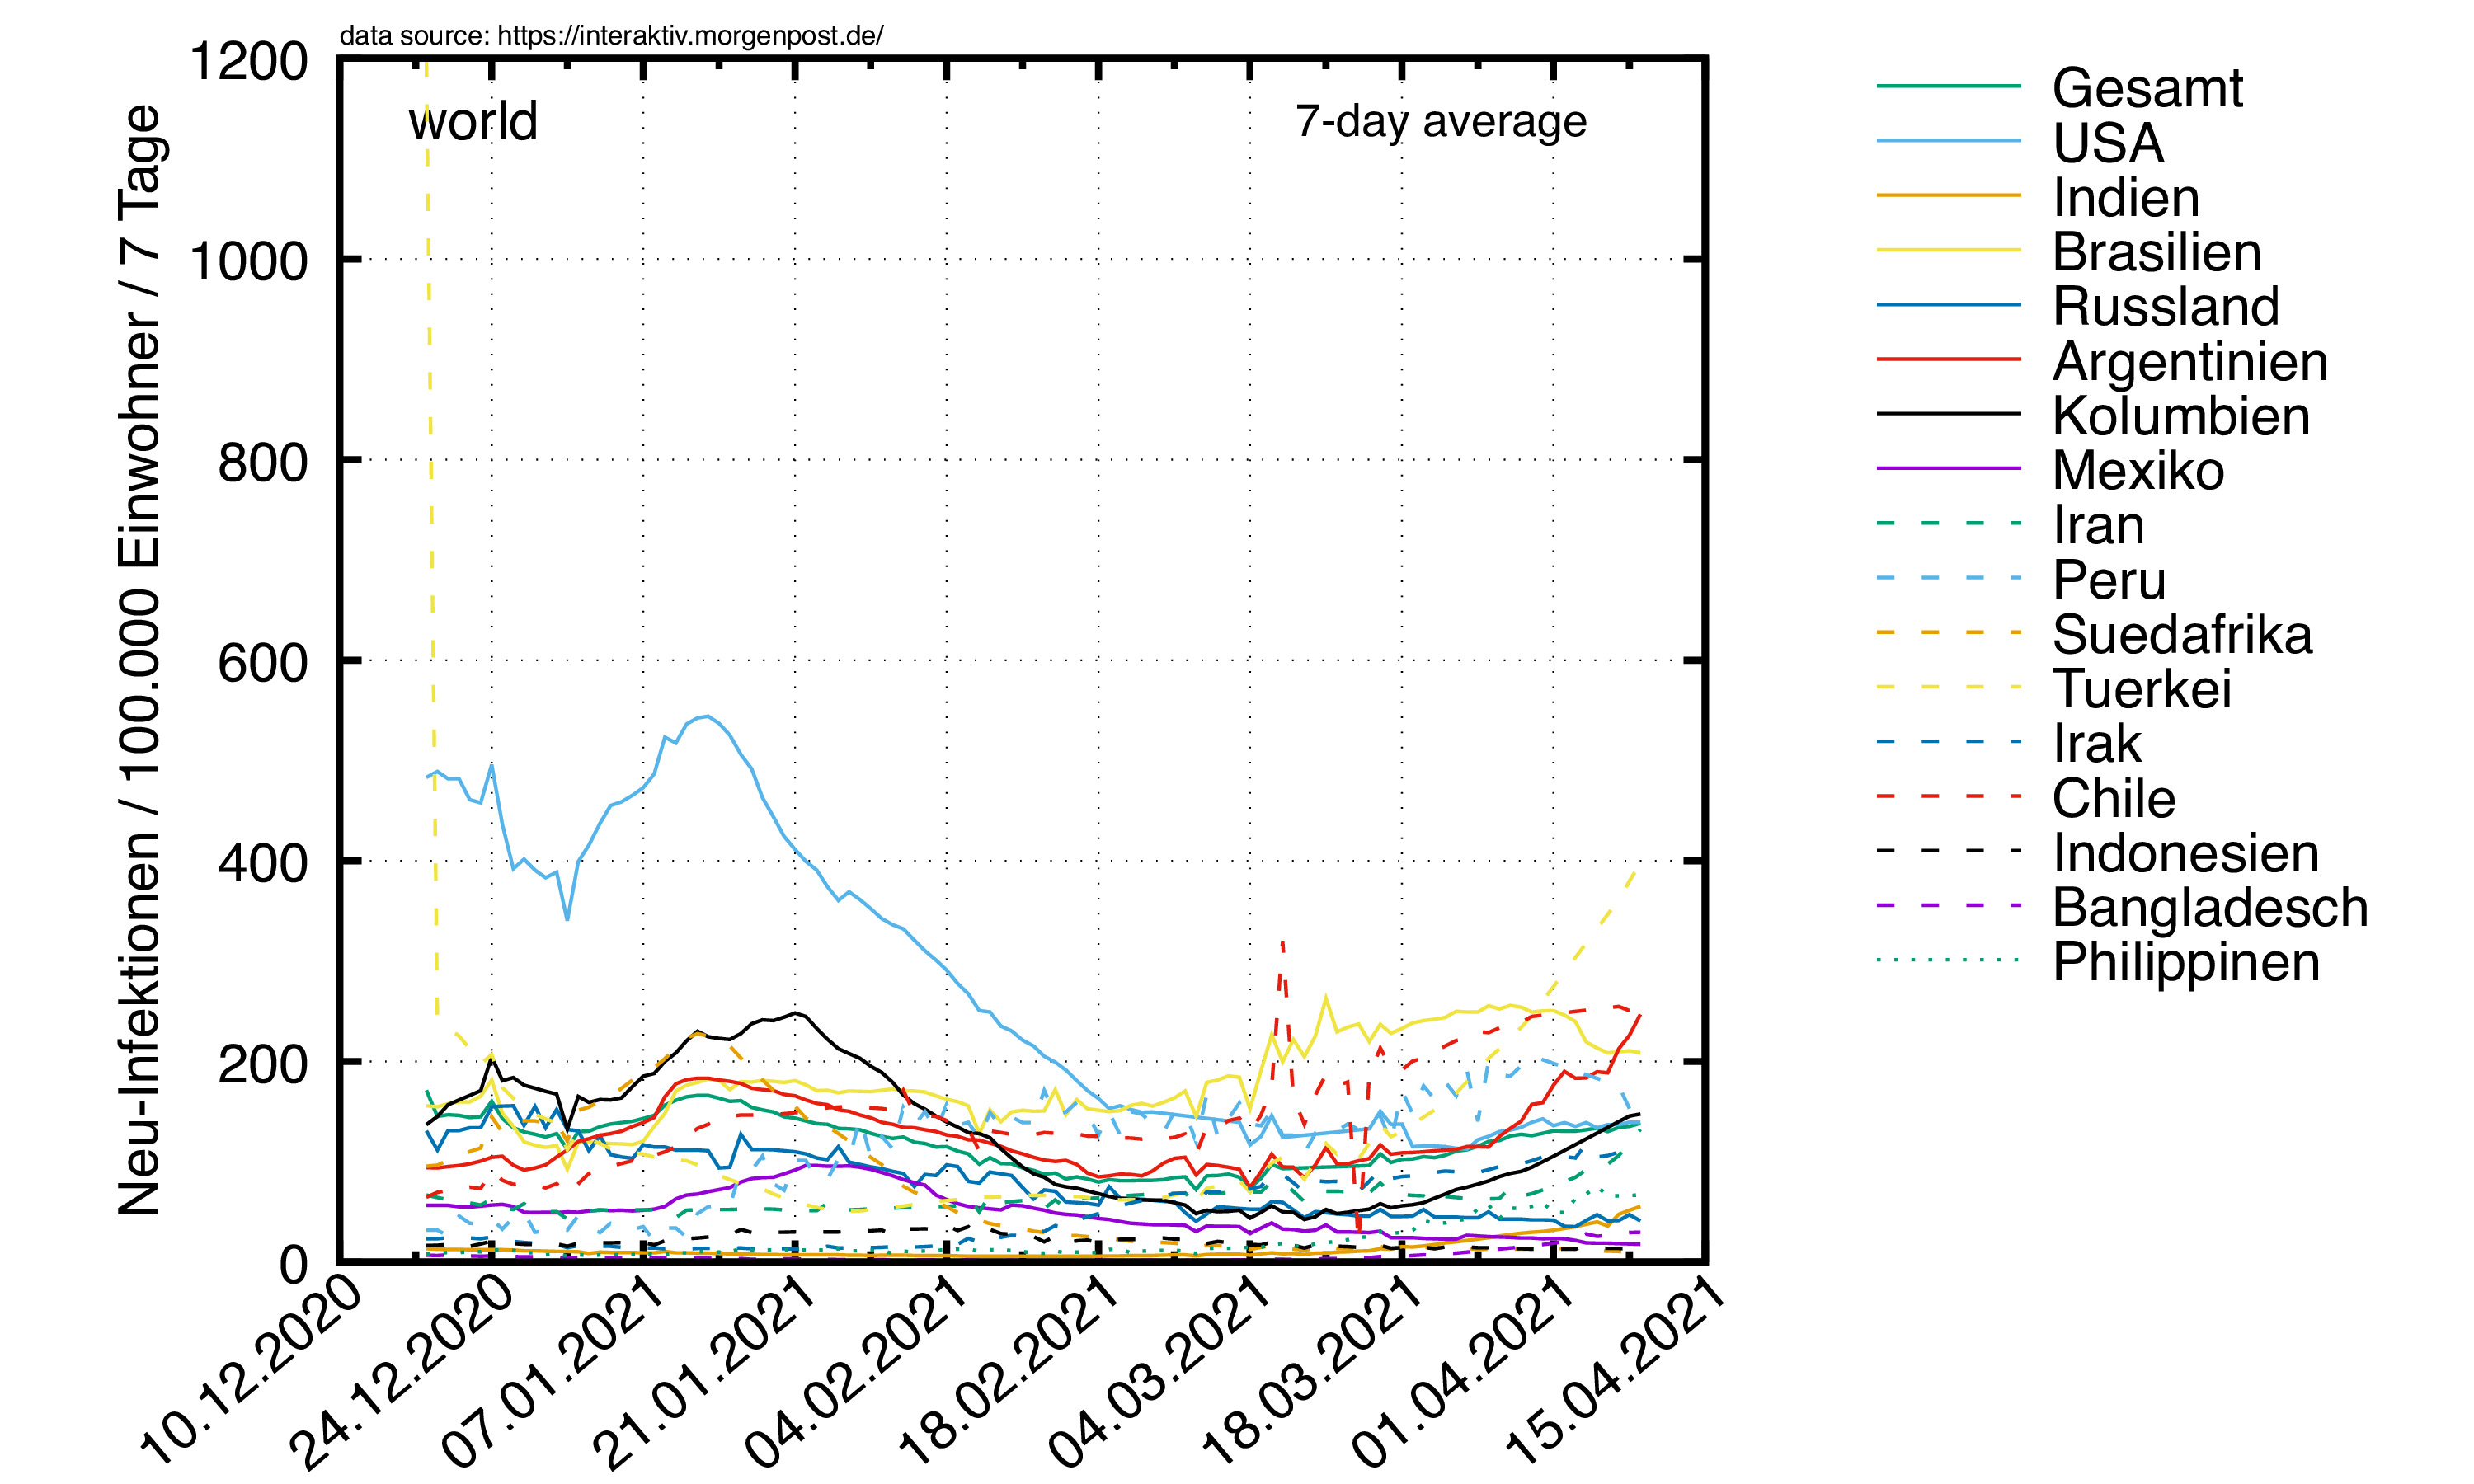 data source: https://interaktiv.morgenpost.de/
world
7-day average
Neu-Infektionen / 100.000 Einwohner / 7 Tage
1200
1000
800
600
400
200
0
10.12.2020
24.12.2020
07.01.2021
21.01.2021
04.02.2021
18.02.2021
04.03.2021
18.03.2021
01.04.2021
15.04.2021
Gesamt
USA
Indien
Brasilien
Russland
Argentinien
Kolumbien
Mexiko
Iran
Peru
Suedafrika
Tuerkei
Irak
Chile
Indonesien
Bangladesch
Philippinen